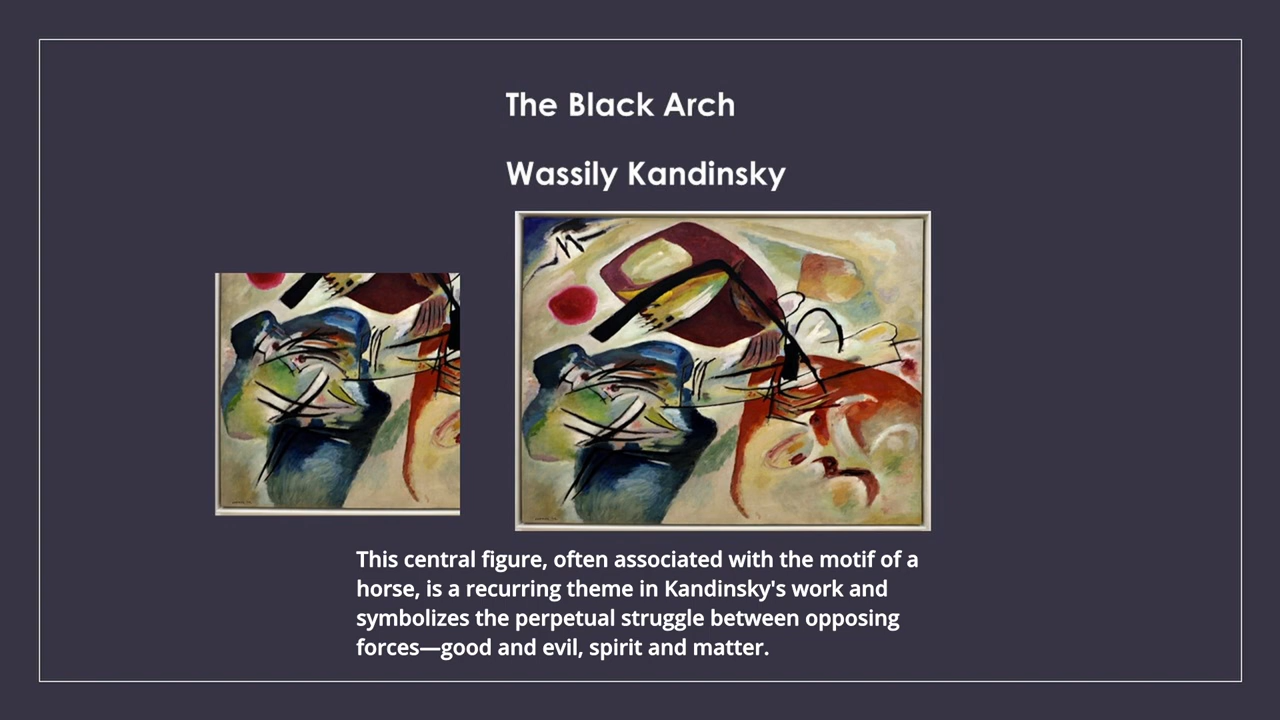 The Black Arch
Wassily Kandinsky
This central figure, often associated with the motif of a
horse, is a recurring theme in Kandinsky's work and
symbolizes the perpetual struggle between opposing
forces—good and evil, spirit and matter.